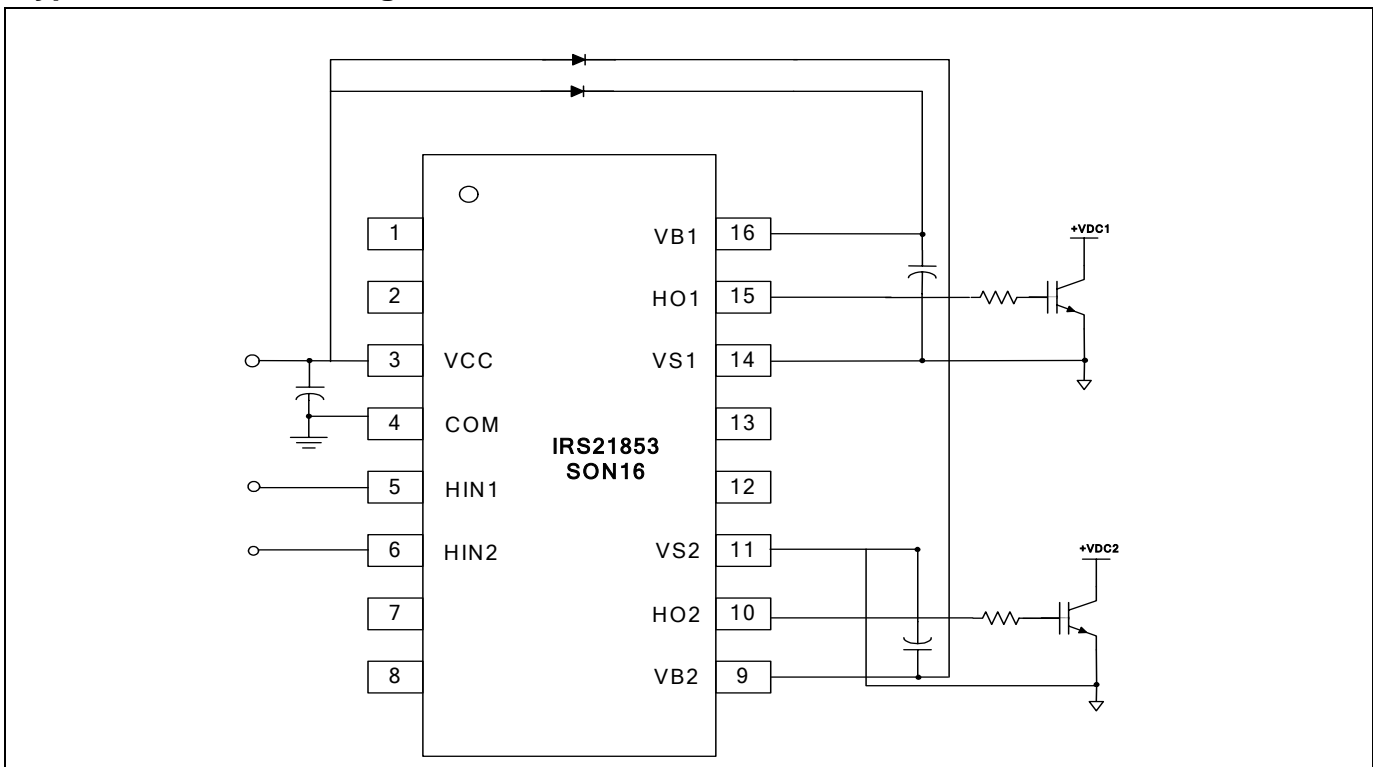 1
2
3 VCC
4 COM
5 HIN1
6 HIN2
7
8
IRS21853
SON16
VB1 16
HO1 15
VS1 14
13
12
VS2 11
HO2 10
VB2 9
+VDC1
+VDC2